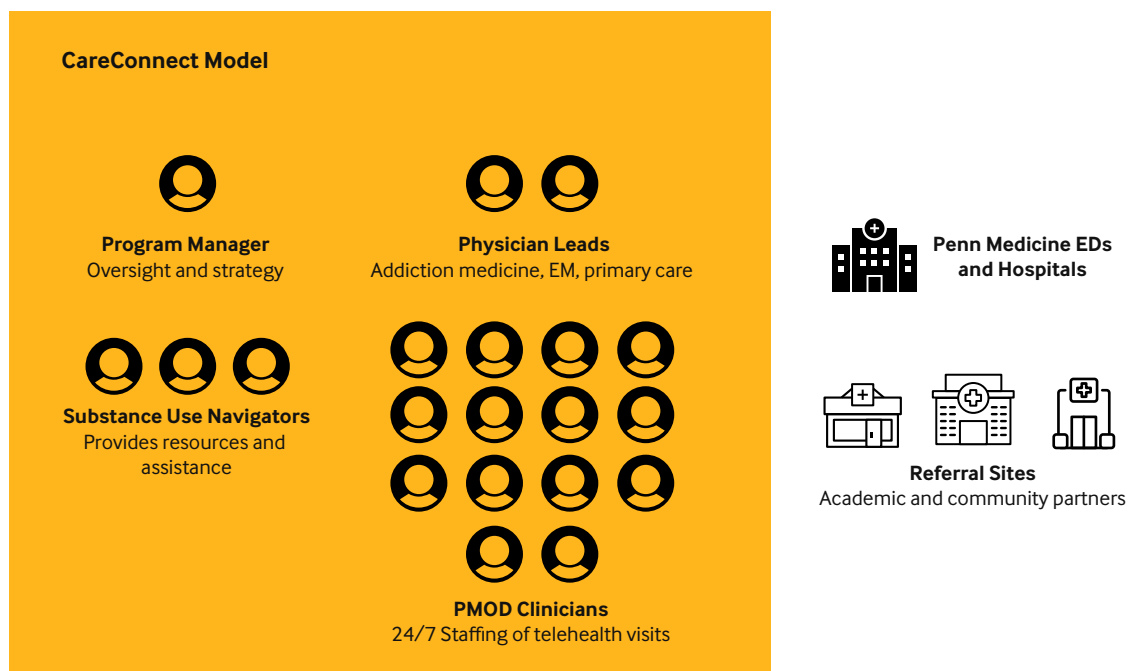 CareConnect Model
Program Manager
Oversight and strategy
Physician Leads
Addiction medicine, EM, primary care
Substance Use Navigators
Provides resources and
assistance
PMOD Clinicians
24/7 Staffing of telehealth visits
Penn Medicine EDs
and Hospitals
Referral Sites
Academic and community partners